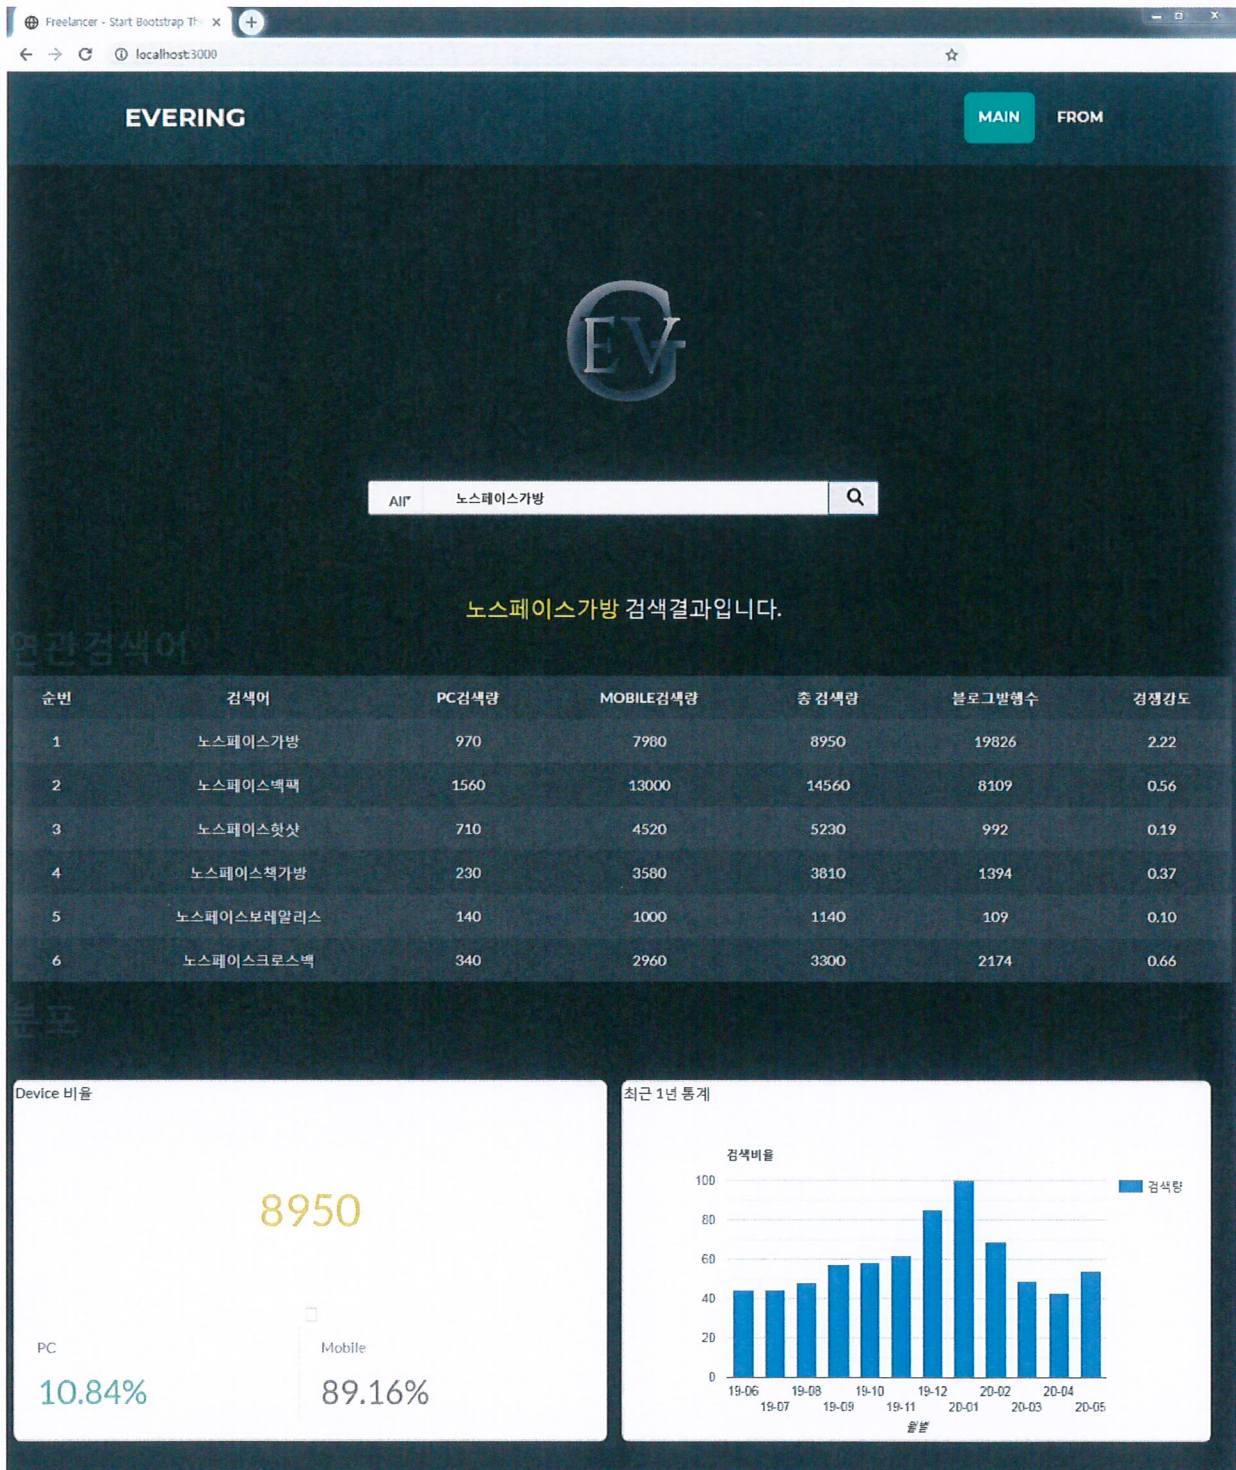 Freelancer - Start Bootstrap Th
localhost:3000
EVERING
MAIN
FROM
EVG
All
노스페이스가방
노스페이스가방 검색결과입니다.
연관검색어
순번 검색어 PC검색량 MOBILE검색량 총 검색량 블로그발행수 경쟁강도
1 노스페이스가방 970 7980 8950 19826 2.22
2 노스페이스백팩 1560 13000 14560 8109 0.56
3 노스페이스핫샷 710 4520 5230 992 0.19
4 노스페이스책가방 230 3580 3810 1394 0.37
5 노스페이스보레알리스 140 1000 1140 109 0.10
6 노스페이스크로스백 340 2960 3300 2174 0.66
분포
Device 비율
8950
PC
Mobile
10.84%
89.16%
최근 1년 통계
검색비율
검색량
100
80
60
40
20
0
19-06 19-08 19-10 19-12 20-02 20-04
19-07 19-09 19-11 20-01 20-03 20-05
월별